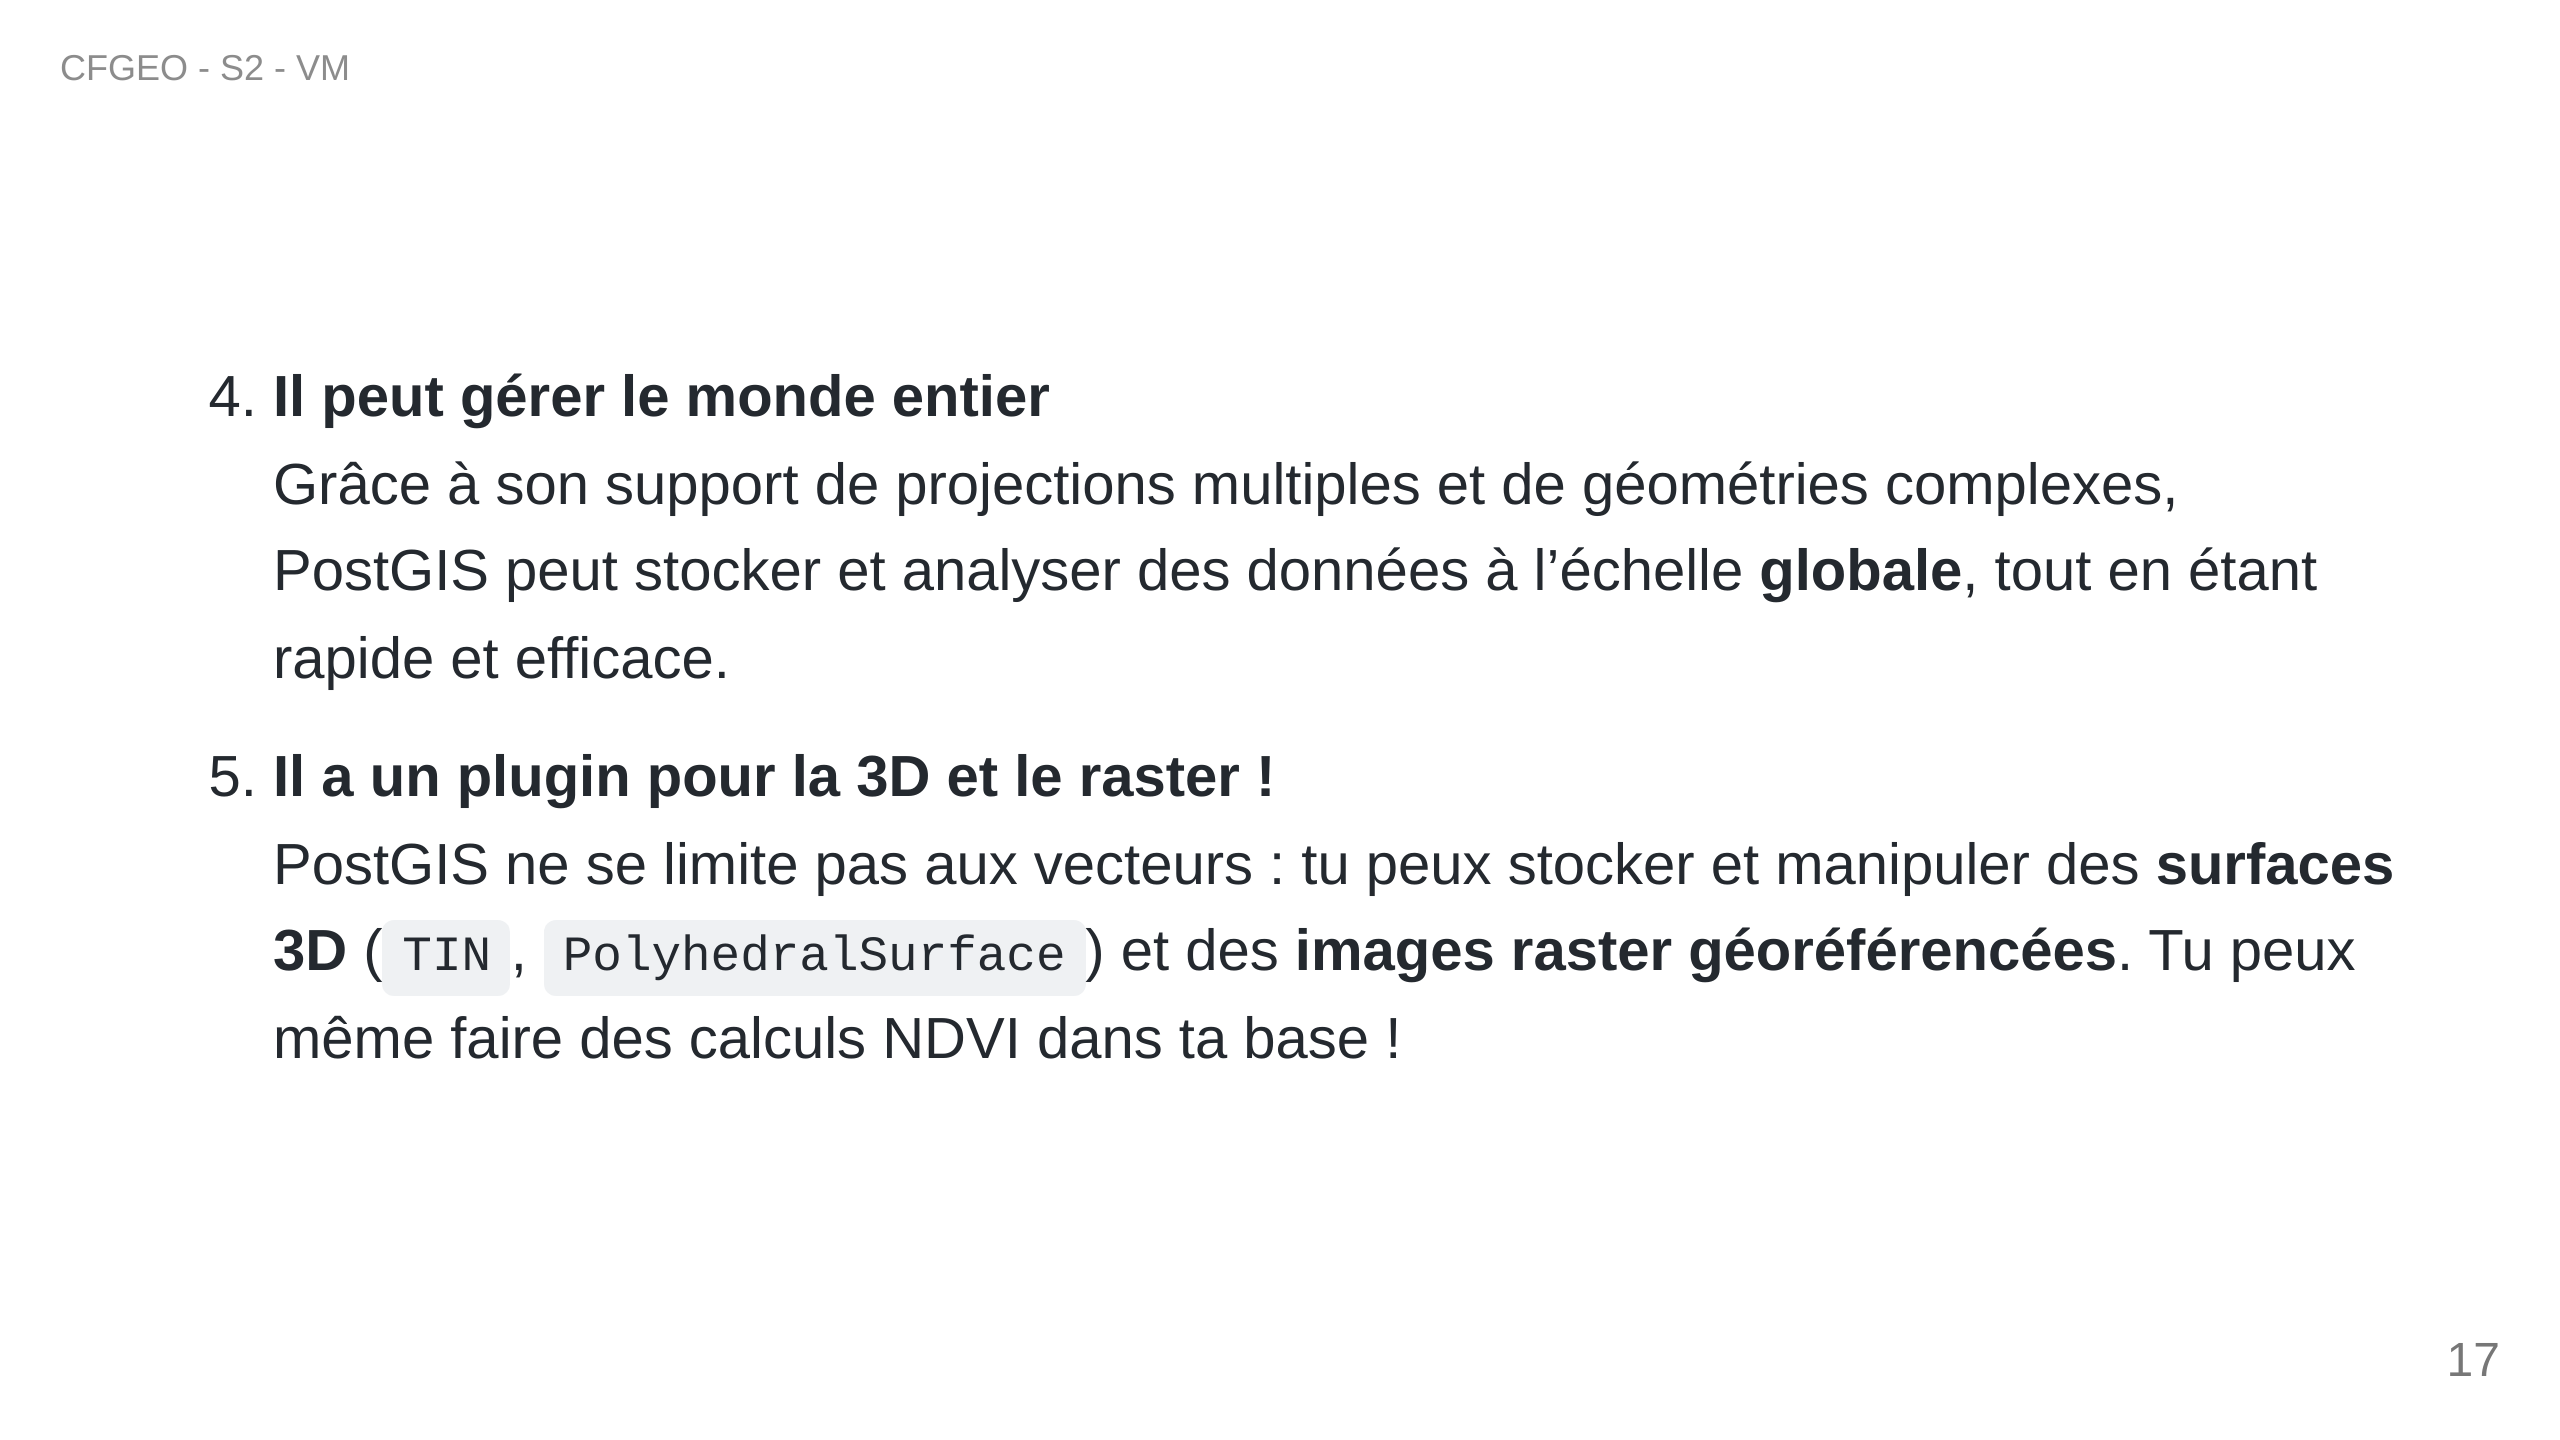 CFGEO - S2 - VM
4. Il peut gérer le monde entier
Grâce à son support de projections multiples et de géométries complexes,
PostGIS peut stocker et analyser des données à l’échelle globale, tout en étant
rapide et efficace.
5. Il a un plugin pour la 3D et le raster !
PostGIS ne se limite pas aux vecteurs : tu peux stocker et manipuler des surfaces
3D ( TIN , PolyhedralSurface ) et des images raster géoréférencées. Tu peux
même faire des calculs NDVI dans ta base !
17